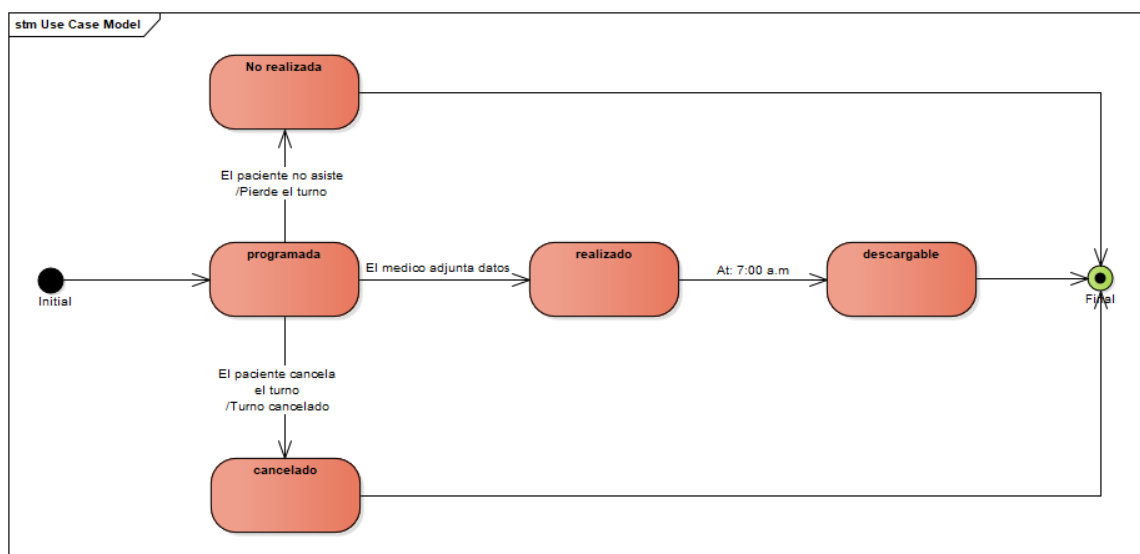 stm Use Case Model
No realizada
El paciente no asiste
/Pierde el turno
programada
El medico adjunta datos
realizado
At: 7:00 a.m
descargable
Initial
Final
El paciente cancela
el turno
/Turno cancelado
cancelado